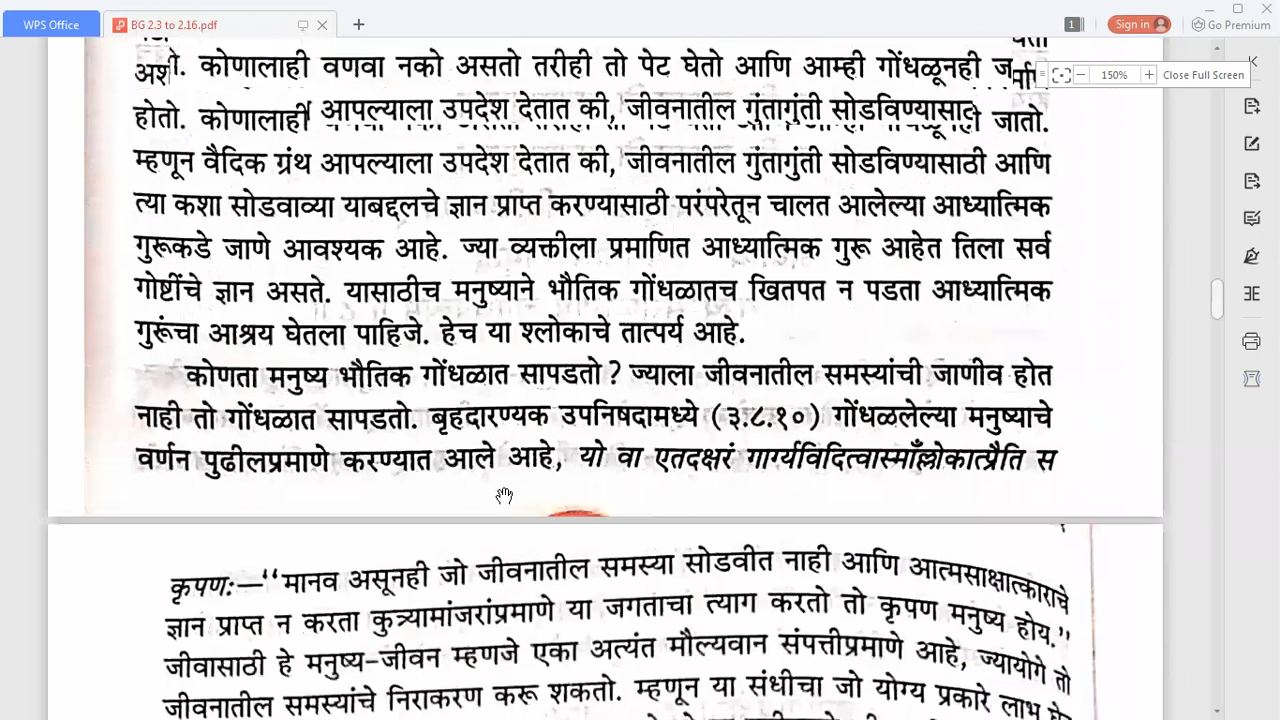 WPS Office
BG 2.3 to 2.16.pdf
1
Sign in
Go Premium
150%
Close Full Screen
कोणालाही वणवा नको असतो तरीही तो पेट घेतो आणि आम्ही गोंधळूनही
होतो. कोणालाही आपल्याला उपदेश देतात की, जीवनातील गुंतागुंती जातो.
म्हणून वैदिक ग्रंथ आपल्याला उपदेश देतात की, जीवनातील गुंतागुंती सोडविण्यासाठी आणि
त्या कशा सोडवाव्या याबद्दलचे ज्ञान प्राप्त करण्यासाठी परंपरेतून चालत आलेल्या आध्यात्मिक
गुरूकडे जाणे आवश्यक आहे. ज्या व्यक्तीला प्रमाणित आध्यात्मिक गुरू आहेत तिला सर्व
गोष्टींचे ज्ञान असते. यासाठीच मनुष्याने भौतिक गोंधळातच खितपत न पडता आध्यात्मिक
गुरूंचा आश्रय घेतला पाहिजे. हेच या श्लोकाचे तात्पर्य आहे.
कोणता मनुष्य भौतिक गोंधळात सापडतो ? ज्याला जीवनातील समस्यांची जाणीव होत
नाही तो गोंधळात सापडतो. बृहदारण्यक उपनिषदामध्ये (३.८.१०) गोंधळलेल्या मनुष्याचे
वर्णन पुढीलप्रमाणे करण्यात आले आहे, यो वा एतदक्षरं गार्ग्यविदित्वास्माँल्लोकात्प्रैति स
कृपणः—“मानव असूनही जो जीवनातील समस्या सोडवीत नाही आणि आत्मसाक्षात्काराचे
ज्ञान प्राप्त न करता कुत्र्यामांजरांप्रमाणे या जगताचा त्याग करतो तो कृपण मनुष्य होय.”
जीवासाठी हे मनुष्य-जीवन म्हणजे एका अत्यंत मौल्यवान संपत्तीप्रमाणे आहे, ज्यायोगे तो
जीवनातील समस्यांचे निराकरण करू शकतो. म्हणून या संधीचा जो योग्य प्रकारे लाभ